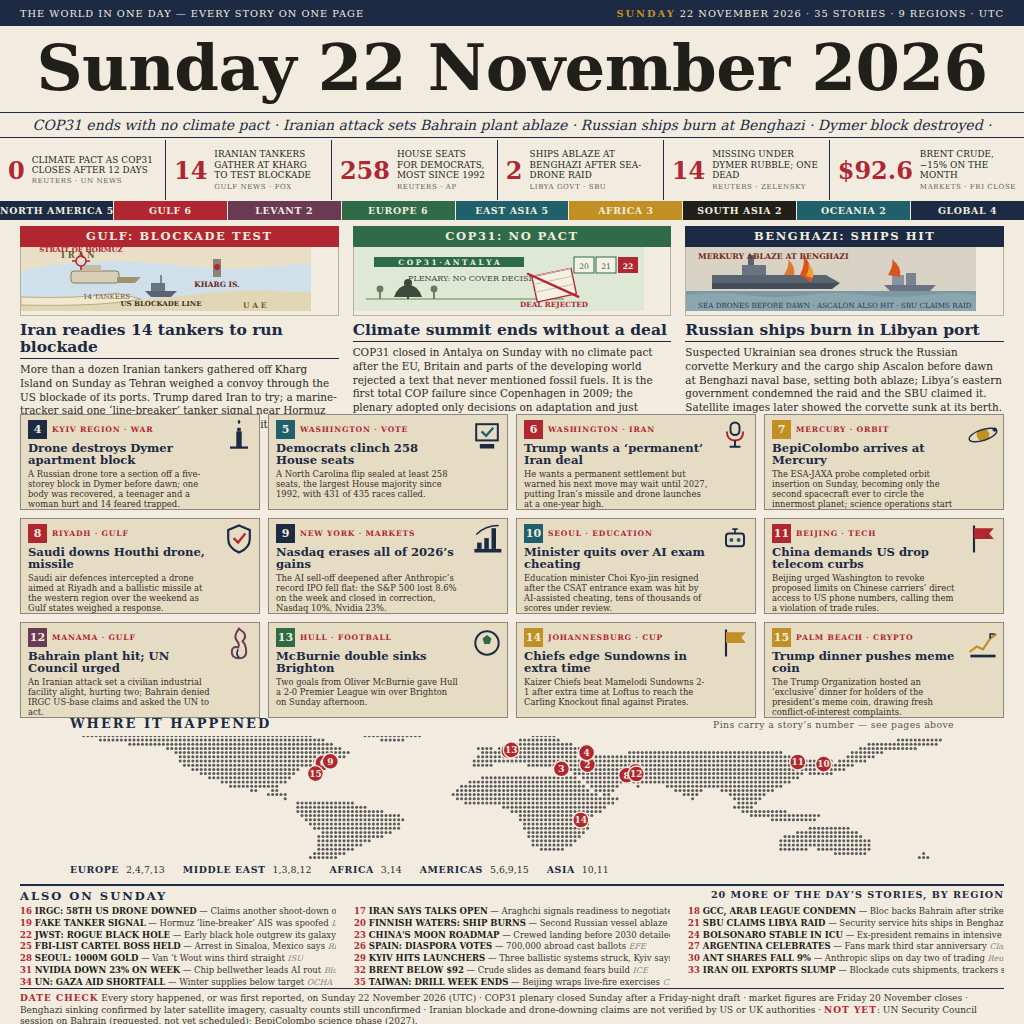 THE WORLD IN ONE DAY — EVERY STORY ON ONE PAGE
SUNDAY 22 NOVEMBER 2026 · 35 STORIES · 9 REGIONS · UTC
Sunday 22 November 2026
COP31 ends with no climate pact · Iranian attack sets Bahrain plant ablaze · Russian ships burn at Benghazi · Dymer block destroyed ·
0
CLIMATE PACT AS COP31
CLOSES AFTER 12 DAYS
REUTERS · UN NEWS
14
IRANIAN TANKERS
GATHER AT KHARG
TO TEST BLOCKADE
GULF NEWS · FOX
258
HOUSE SEATS
FOR DEMOCRATS,
MOST SINCE 1992
REUTERS · AP
2
SHIPS ABLAZE AT
BENGHAZI AFTER SEA-
DRONE RAID
LIBYA GOVT · SBU
14
MISSING UNDER
DYMER RUBBLE; ONE
DEAD
REUTERS · ZELENSKY
$92.6
BRENT CRUDE,
−15% ON THE
MONTH
MARKETS · FRI CLOSE
NORTH AMERICA 5
GULF 6
LEVANT 2
EUROPE 6
EAST ASIA 5
AFRICA 3
SOUTH ASIA 2
OCEANIA 2
GLOBAL 4
GULF: BLOCKADE TEST
STRAIT OF HORMUZ
IRAN
KHARG IS.
14 TANKERS
US BLOCKADE LINE
UAE
Iran readies 14 tankers to run
blockade
More than a dozen Iranian tankers gathered off Kharg
Island on Sunday as Tehran weighed a convoy through the
US blockade of its ports. Trump dared Iran to try; a marine-
tracker said one ‘line-breaker’ tanker signal near Hormuz
COP31: NO PACT
COP31·ANTALYA
PLENARY: NO COVER DECISI
20
21
22
DEAL REJECTED
Climate summit ends without a deal
COP31 closed in Antalya on Sunday with no climate pact
after the EU, Britain and parts of the developing world
rejected a text that never mentioned fossil fuels. It is the
first total COP failure since Copenhagen in 2009; the
plenary adopted only decisions on adaptation and just
BENGHAZI: SHIPS HIT
MERKURY ABLAZE AT BENGHAZI
SEA DRONES BEFORE DAWN · ASCALON ALSO HIT · SBU CLAIMS RAID
Russian ships burn in Libyan port
Suspected Ukrainian sea drones struck the Russian
corvette Merkury and the cargo ship Ascalon before dawn
at Benghazi naval base, setting both ablaze; Libya’s eastern
government condemned the raid and the SBU claimed it.
Satellite images later showed the corvette sunk at its berth.
4 KYIV REGION · WAR
Drone destroys Dymer
apartment block
A Russian drone tore a section off a five-
storey block in Dymer before dawn; one
body was recovered, a teenager and a
woman hurt and 14 feared trapped.
5 WASHINGTON · VOTE
Democrats clinch 258
House seats
A North Carolina flip sealed at least 258
seats, the largest House majority since
1992, with 431 of 435 races called.
6 WASHINGTON · IRAN
Trump wants a ‘permanent’
Iran deal
He wants a permanent settlement but
warned his next move may wait until 2027,
putting Iran’s missile and drone launches
at a one-year high.
7 MERCURY · ORBIT
BepiColombo arrives at
Mercury
The ESA-JAXA probe completed orbit
insertion on Sunday, becoming only the
second spacecraft ever to circle the
innermost planet; science operations start
8 RIYADH · GULF
Saudi downs Houthi drone,
missile
Saudi air defences intercepted a drone
aimed at Riyadh and a ballistic missile at
the western region over the weekend as
Gulf states weighed a response.
9 NEW YORK · MARKETS
Nasdaq erases all of 2026’s
gains
The AI sell-off deepened after Anthropic’s
record IPO fell flat: the S&P 500 lost 8.6%
on the week and closed in correction,
Nasdaq 10%, Nvidia 23%.
10 SEOUL · EDUCATION
Minister quits over AI exam
cheating
Education minister Choi Kyo-jin resigned
after the CSAT entrance exam was hit by
AI-assisted cheating, tens of thousands of
scores under review.
11 BEIJING · TECH
China demands US drop
telecom curbs
Beijing urged Washington to revoke
proposed limits on Chinese carriers’ direct
access to US phone numbers, calling them
a violation of trade rules.
12 MANAMA · GULF
Bahrain plant hit; UN
Council urged
An Iranian attack set a civilian industrial
facility alight, hurting two; Bahrain denied
IRGC US-base claims and asked the UN to
act.
13 HULL · FOOTBALL
McBurnie double sinks
Brighton
Two goals from Oliver McBurnie gave Hull
a 2-0 Premier League win over Brighton
on Sunday afternoon.
14 JOHANNESBURG · CUP
Chiefs edge Sundowns in
extra time
Kaizer Chiefs beat Mamelodi Sundowns 2-
1 after extra time at Loftus to reach the
Carling Knockout final against Pirates.
15 PALM BEACH · CRYPTO
Trump dinner pushes meme
coin
The Trump Organization hosted an
‘exclusive’ dinner for holders of the
president’s meme coin, drawing fresh
conflict-of-interest complaints.
WHERE IT HAPPENED
Pins carry a story’s number — see pages above
9
15
13
3
4
2
8
12
14
11
10
EUROPE 2,4,7,13 MIDDLE EAST 1,3,8,12 AFRICA 3,14 AMERICAS 5,6,9,15 ASIA 10,11
ALSO ON SUNDAY
20 MORE OF THE DAY’S STORIES, BY REGION
16 IRGC: 58TH US DRONE DOWNED — Claims another shoot-down o
17 IRAN SAYS TALKS OPEN — Araghchi signals readiness to negotiate
18 GCC, ARAB LEAGUE CONDEMN — Bloc backs Bahrain after strike
19 FAKE TANKER SIGNAL — Hormuz ‘line-breaker’ AIS was spoofed
20 FINNISH WATERS: SHIP BURNS — Second Russian vessel ablaze
21 SBU CLAIMS LIBYA RAID — Security service hits ships in Benghaz
22 JWST: ROGUE BLACK HOLE — Early black hole outgrew its galaxy
23 CHINA’S MOON ROADMAP — Crewed landing before 2030 detailed
24 BOLSONARO STABLE IN ICU — Ex-president remains in intensive
25 FBI-LIST CARTEL BOSS HELD — Arrest in Sinaloa, Mexico says
26 SPAIN: DIASPORA VOTES — 700,000 abroad cast ballots EFE
27 ARGENTINA CELEBRATES — Fans mark third star anniversary Cla
28 SEOUL: 1000M GOLD — Van ’t Wout wins third straight ISU
29 KYIV HITS LAUNCHERS — Three ballistic systems struck, Kyiv says
30 ANT SHARES FALL 9% — Anthropic slips on day two of trading Reu
31 NVIDIA DOWN 23% ON WEEK — Chip bellwether leads AI rout Blo
32 BRENT BELOW $92 — Crude slides as demand fears build ICE
33 IRAN OIL EXPORTS SLUMP — Blockade cuts shipments, trackers s
34 UN: GAZA AID SHORTFALL — Winter supplies below target OCHA
35 TAIWAN: DRILL WEEK ENDS — Beijing wraps live-fire exercises
DATE CHECK Every story happened, or was first reported, on Sunday 22 November 2026 (UTC) · COP31 plenary closed Sunday after a Friday-night draft · market figures are Friday 20 November closes ·
Benghazi sinking confirmed by later satellite imagery, casualty counts still unconfirmed · Iranian blockade and drone-downing claims are not verified by US or UK authorities · NOT YET: UN Security Council
session on Bahrain (requested, not yet scheduled); BepiColombo science phase (2027).